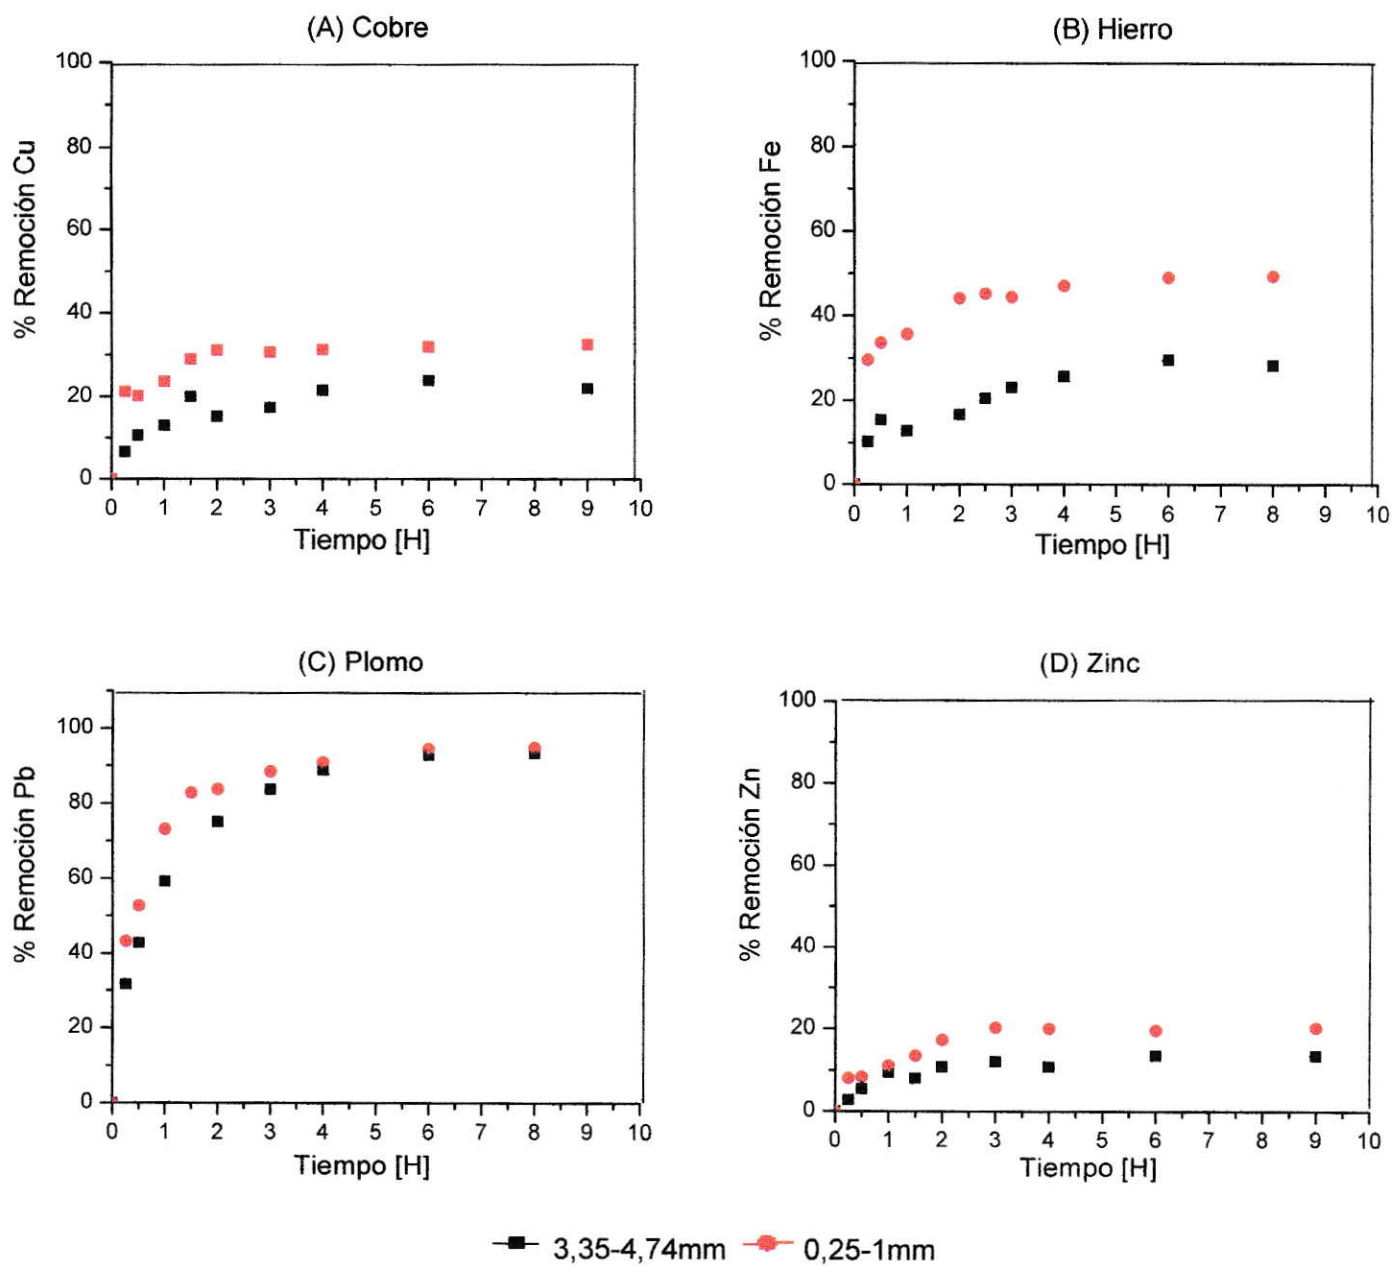 (A) Cobre
100
80
60
40
20
0
% Remoción Cu
0 1 2 3 4 5 6 7 8 9 10
Tiempo [H]
(B) Hierro
100
80
60
40
20
0
% Remoción Fe
0 1 2 3 4 5 6 7 8 9 10
Tiempo [H]
(C) Plomo
100
80
60
40
20
0
% Remoción Pb
0 1 2 3 4 5 6 7 8 9 10
Tiempo [H]
(D) Zinc
100
80
60
40
20
0
% Remoción Zn
0 1 2 3 4 5 6 7 8 9 10
Tiempo [H]
3,35-4,74mm 0,25-1mm